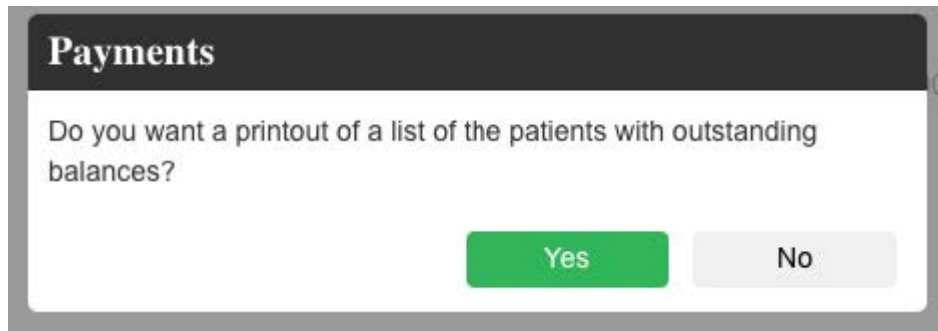 Payments
Do you want a printout of a list of the patients with outstanding
balances?
Yes No